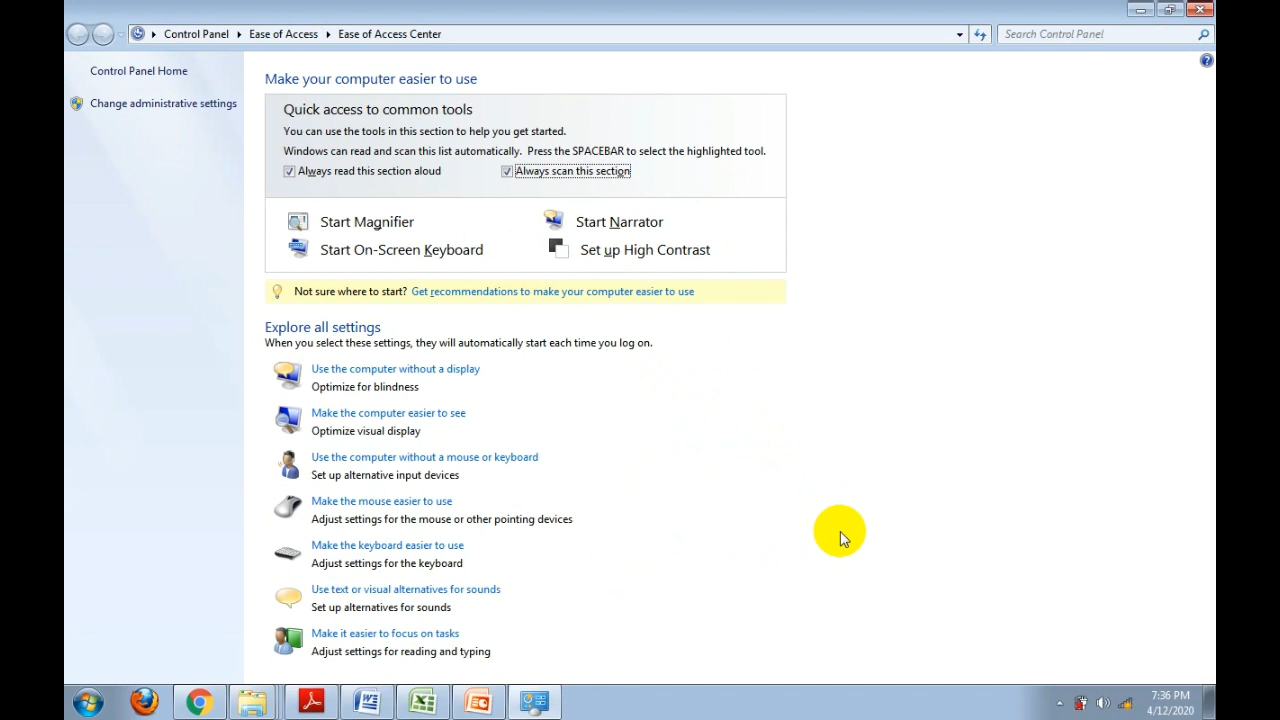 Control Panel Ease of Access Ease of Access Center
Search Control Panel
Control Panel Home
Change administrative settings
Make your computer easier to use
Quick access to common tools
You can use the tools in this section to help you get started.
Windows can read and scan this list automatically. Press the SPACEBAR to select the highlighted tool.
Always read this section aloud Always scan this section
Start Magnifier Start Narrator
Start On-Screen Keyboard Set up High Contrast
Not sure where to start? Get recommendations to make your computer easier to use
Explore all settings
When you select these settings, they will automatically start each time you log on.
Use the computer without a display
Optimize for blindness
Make the computer easier to see
Optimize visual display
Use the computer without a mouse or keyboard
Set up alternative input devices
Make the mouse easier to use
Adjust settings for the mouse or other pointing devices
Make the keyboard easier to use
Adjust settings for the keyboard
Use text or visual alternatives for sounds
Set up alternatives for sounds
Make it easier to focus on tasks
Adjust settings for reading and typing
7:36 PM
4/12/2020